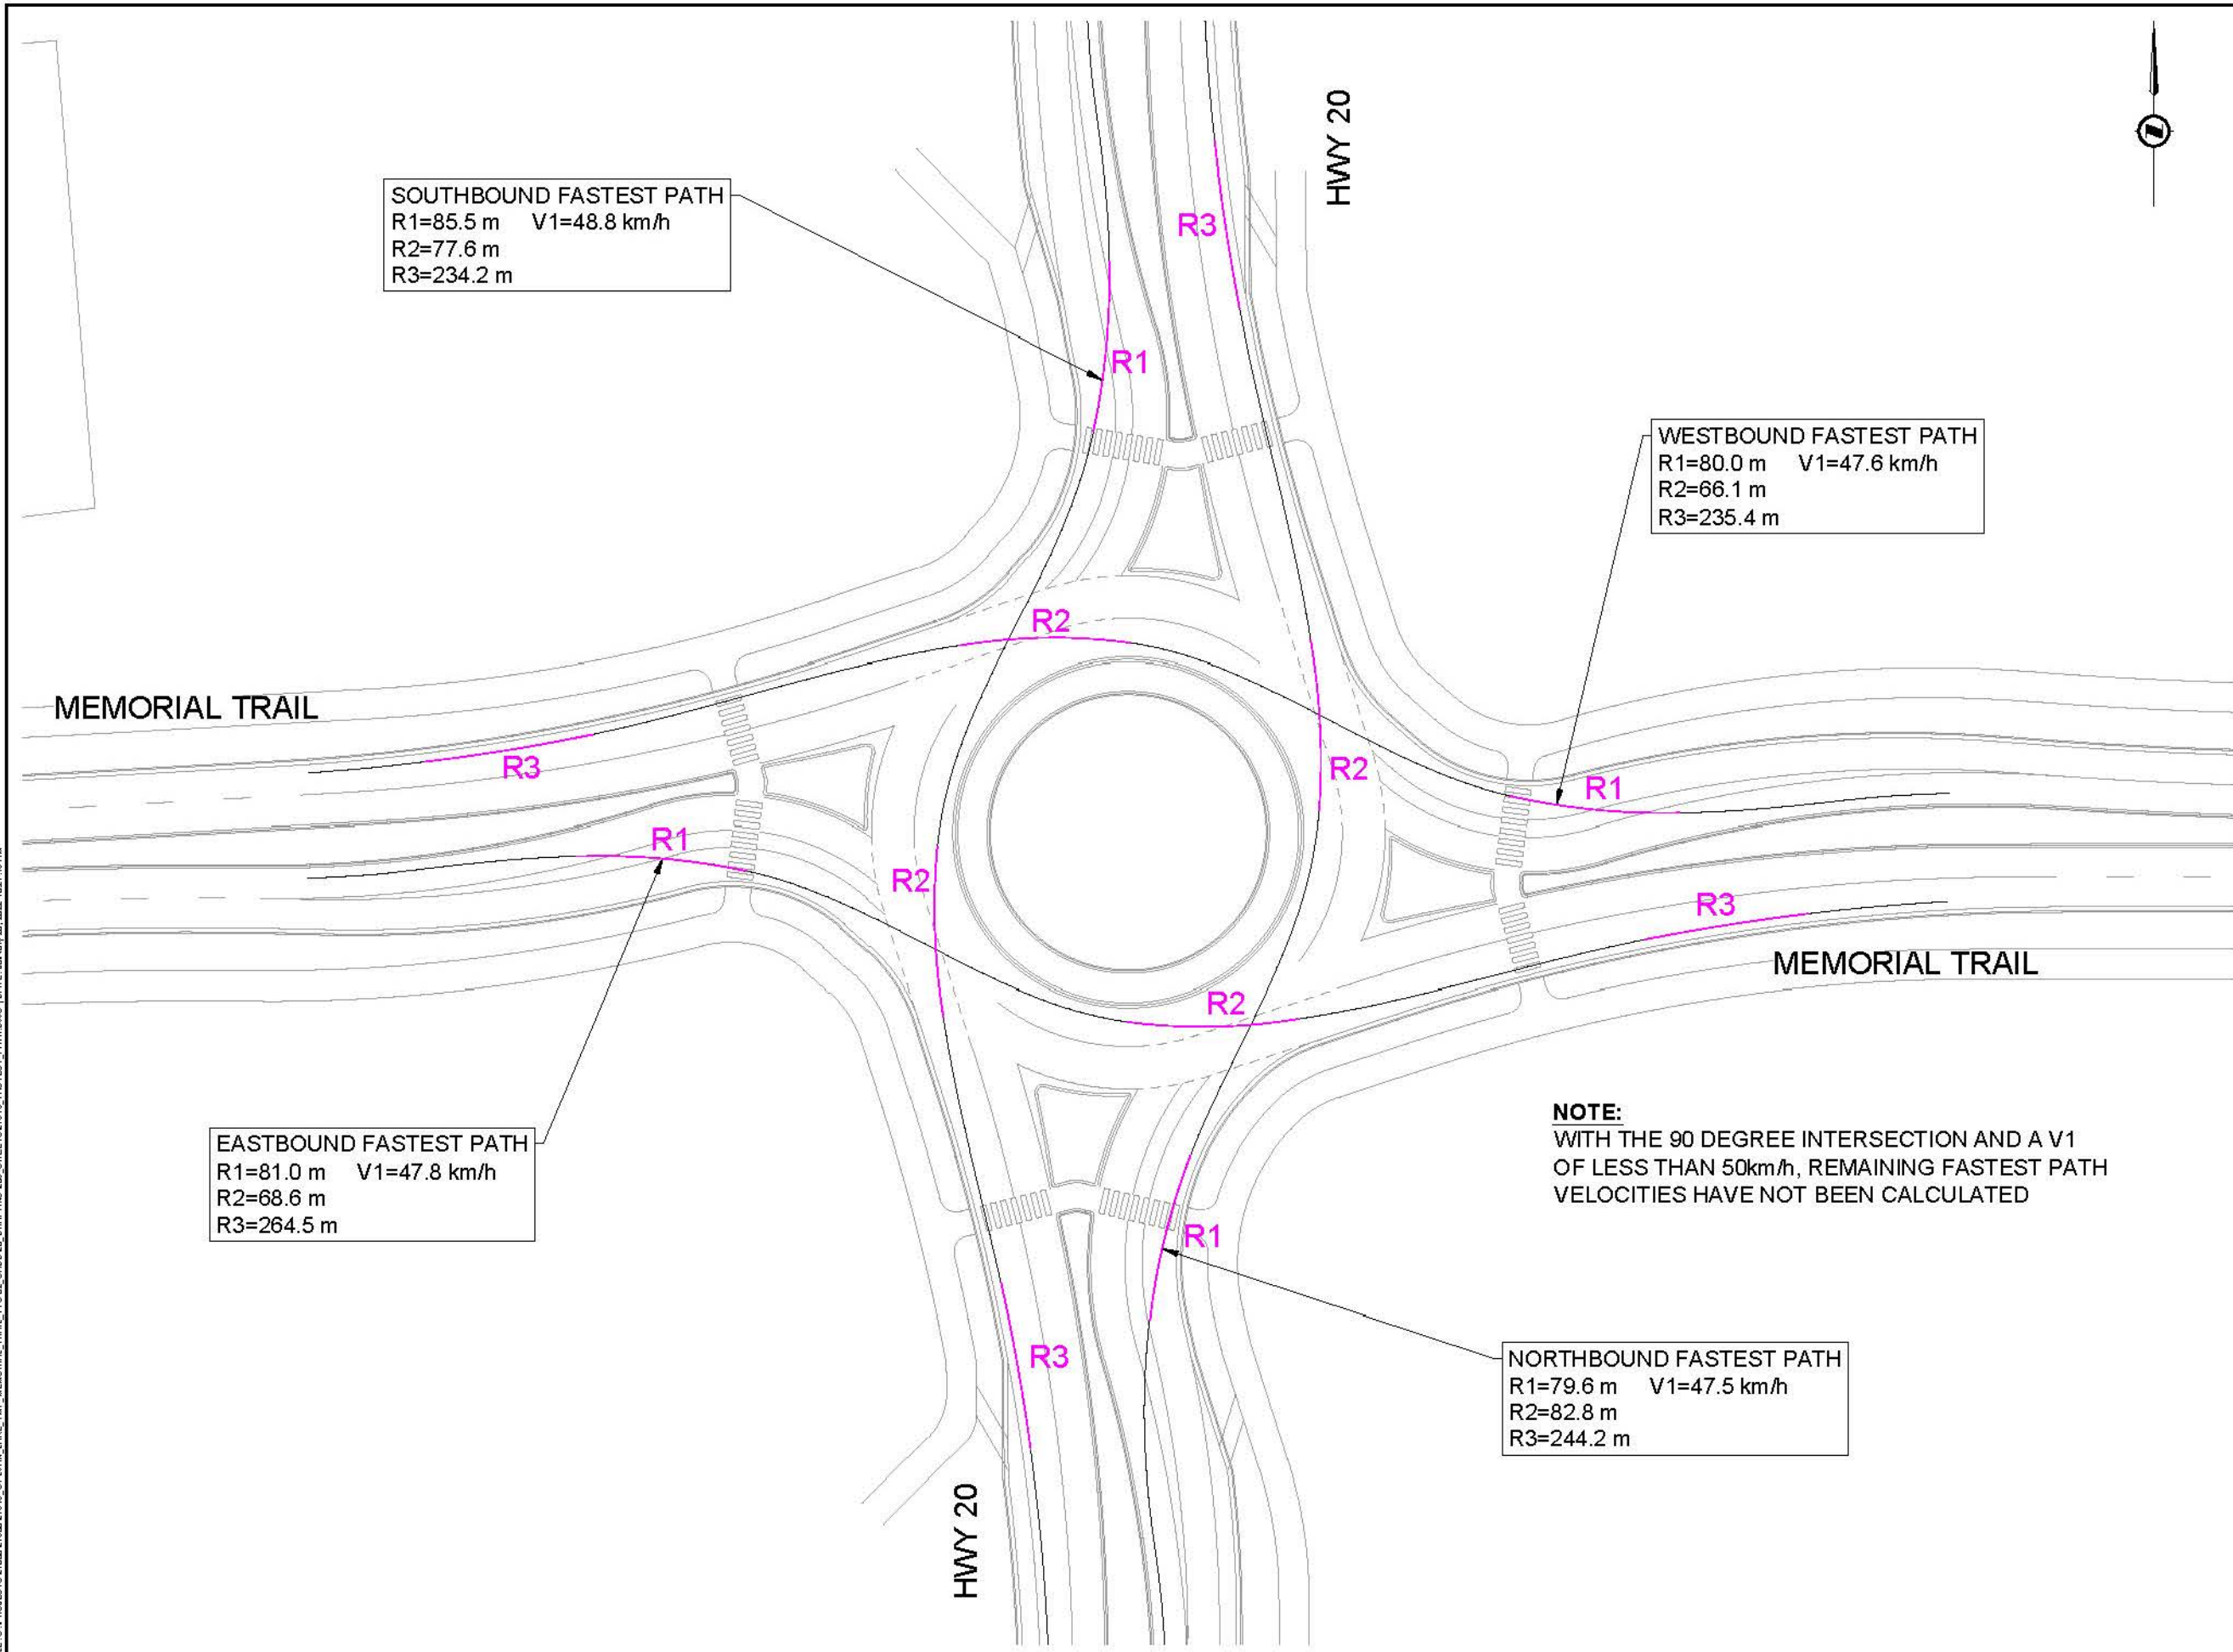 HWY 20
SOUTHBOUND FASTEST PATH
R1=85.5 m V1=48.8 km/h
R2=77.6 m
R3=234.2 m
R3
R1
WESTBOUND FASTEST PATH
R1=80.0 m V1=47.6 km/h
R2=66.1 m
R3=235.4 m
R2
MEMORIAL TRAIL
R3
R2
R1
R1
R2
R3
MEMORIAL TRAIL
R2
EASTBOUND FASTEST PATH
R1=81.0 m V1=47.8 km/h
R2=68.6 m
R3=264.5 m
NOTE:
WITH THE 90 DEGREE INTERSECTION AND A V1
OF LESS THAN 50km/h, REMAINING FASTEST PATH
VELOCITIES HAVE NOT BEEN CALCULATED
R1
R3
NORTHBOUND FASTEST PATH
R1=79.6 m V1=47.5 km/h
R2=82.8 m
R3=244.2 m
HWY 20